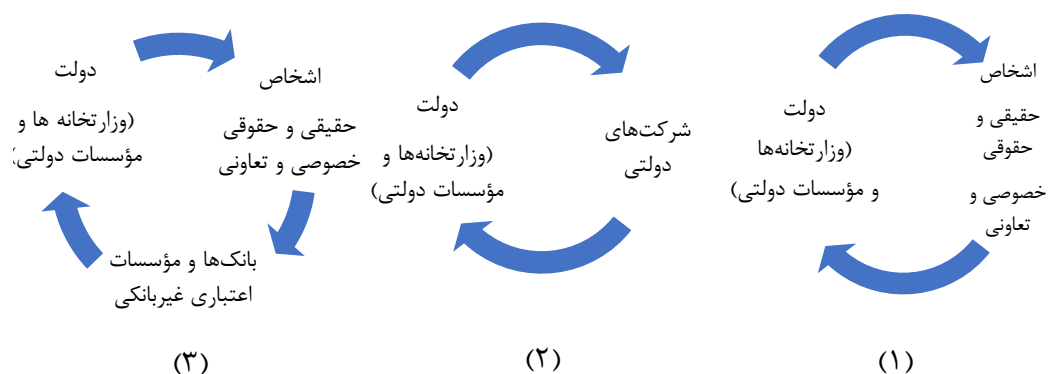 اشخاص
حقیقی و
حقوقی
خصوصی و
تعاونی
دولت
(وزارتخانه‌ها
و مؤسسات دولتی)
(۱)
شرکت‌های
دولتی
دولت
(وزارتخانه‌ها و
مؤسسات دولتی)
(۲)
اشخاص
حقیقی و حقوقی
خصوصی و تعاونی
دولت
(وزارتخانه ها و
مؤسسات دولتی)
بانک‌ها و مؤسسات
اعتباری غیربانکی
(۳)